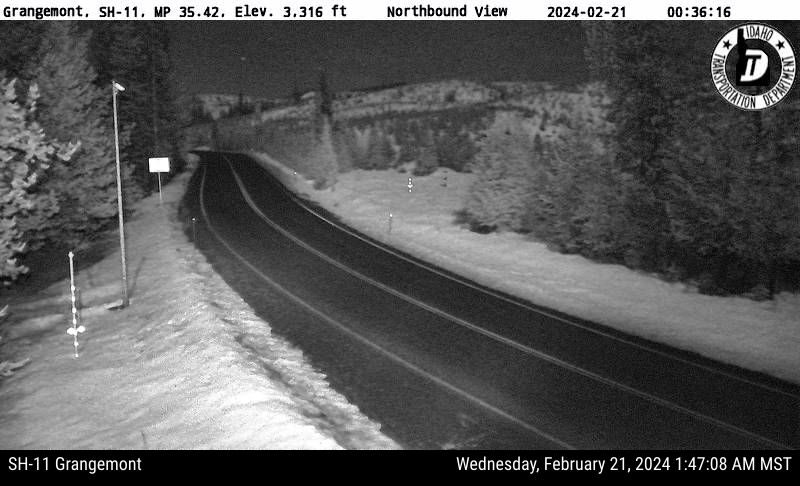 Grangemont, SH-11, MP 35.42, Elev. 3,316 ft Northbound View 2024-02-21 00:36:16
IDAHO
TRANSPORTATION DEPARTMENT
SH-11 Grangemont
Wednesday, February 21, 2024 1:47:08 AM MST